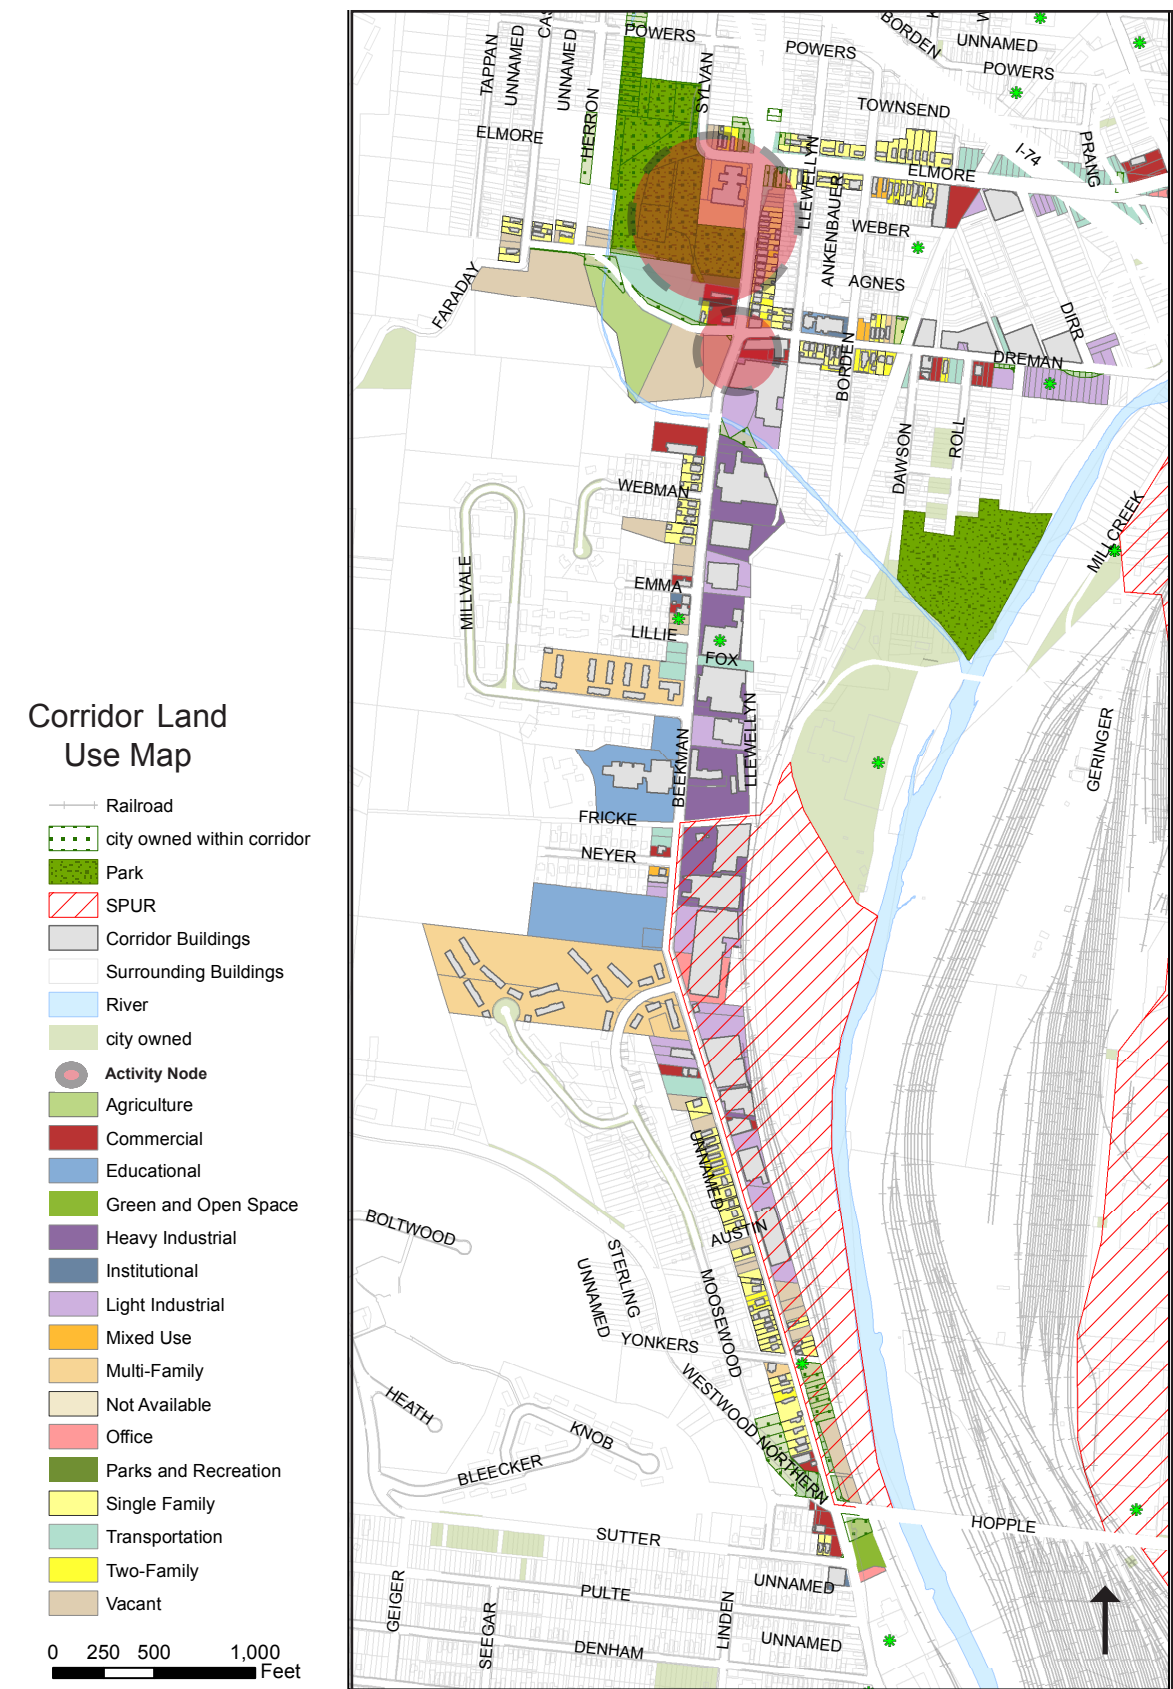 Corridor Land
Use Map
Railroad
city owned within corridor
Park
SPUR
Corridor Buildings
Surrounding Buildings
River
city owned
Activity Node
Agriculture
Commercial
Educational
Green and Open Space
Heavy Industrial
Institutional
Light Industrial
Mixed Use
Multi-Family
Not Available
Office
Parks and Recreation
Single Family
Transportation
Two-Family
Vacant
0 250 500 1,000
Feet
TAPPAN
UNNAMED
UNNAMED
HERRON
POWERS
SYLVAN
POWERS
BORDEN
UNNAMED
POWERS
TOWNSEND
ELMORE
I-74
PRANG
LLEWELLYN
ELMORE
ANKENBAUER
WEBER
AGNES
FARADAY
DIRR
DREMAN
BORDEN
DAWSON
ROLL
WEBMAN
MILLVALE
EMMA
LILLIE
FOX
MILLCREEK
BEEKMAN
LLEWELLYN
GERINGER
FRICKE
NEYER
UNNAMED
AUSTIN
BOLTWOOD
STERLING
UNNAMED
MOOSEWOOD
YONKERS
WESTWOOD NORTHERN
HEATH
KNOB
BLEECKER
HOPPLE
SUTTER
GEIGER
SEEGAR
PULTE
UNNAMED
LINDEN
DENHAM
UNNAMED